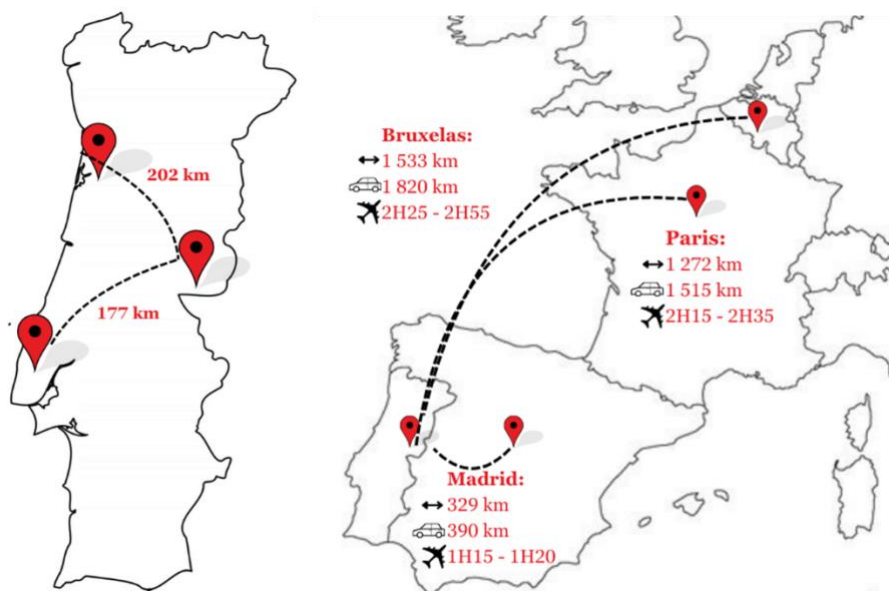 202 km
177 km
Bruxelas:
1 533 km
1 820 km
2H25 - 2H55
Paris:
1 272 km
1 515 km
2H15 - 2H35
Madrid:
329 km
390 km
1H15 - 1H20